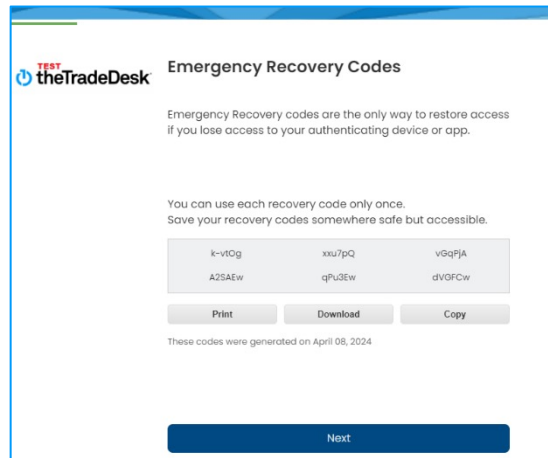 TEST
theTradeDesk
Emergency Recovery Codes
Emergency Recovery codes are the only way to restore access
if you lose access to your authenticating device or app.
You can use each recovery code only once.
Save your recovery codes somewhere safe but accessible.
k-vtOg xxu7pQ vGqPjA
A2SAEw qPu3Ew dVGFCw
Print Download Copy
These codes were generated on April 08, 2024
Next